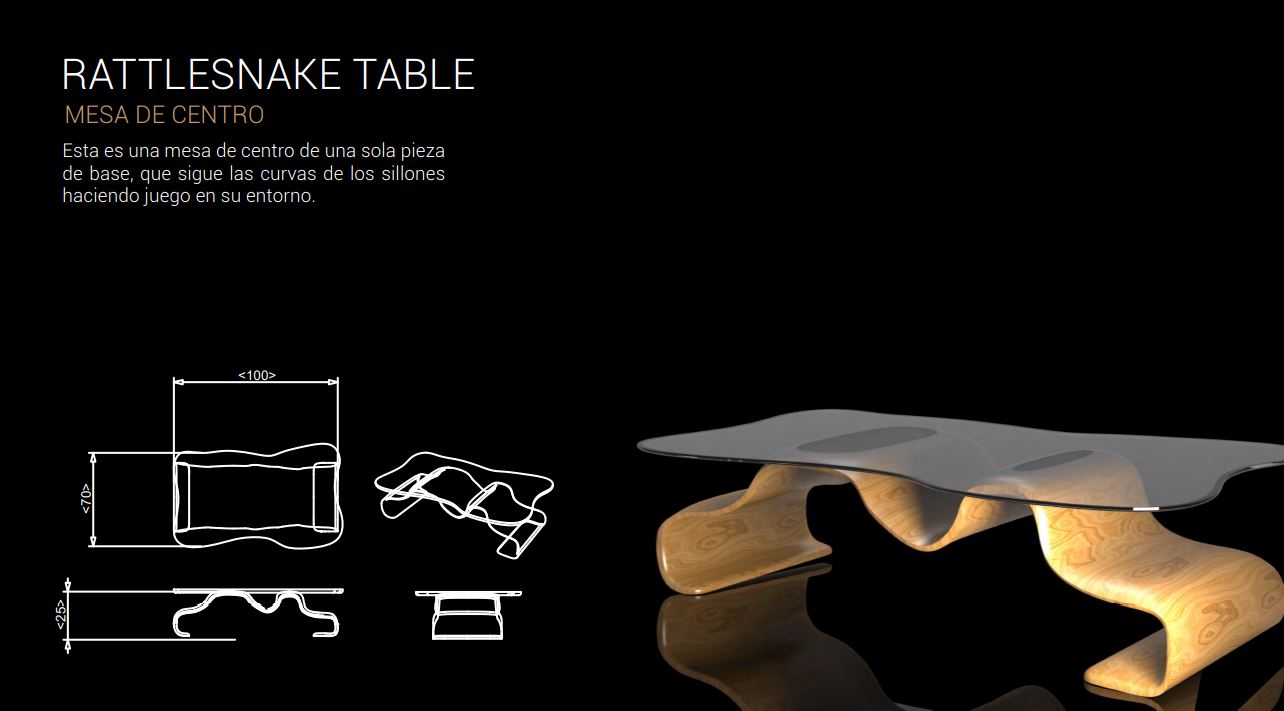 RATTLESNAKE TABLE
MESA DE CENTRO
Esta es una mesa de centro de una sola pieza
de base, que sigue las curvas de los sillones
haciendo juego en su entorno.
<100>
<70>
<25>